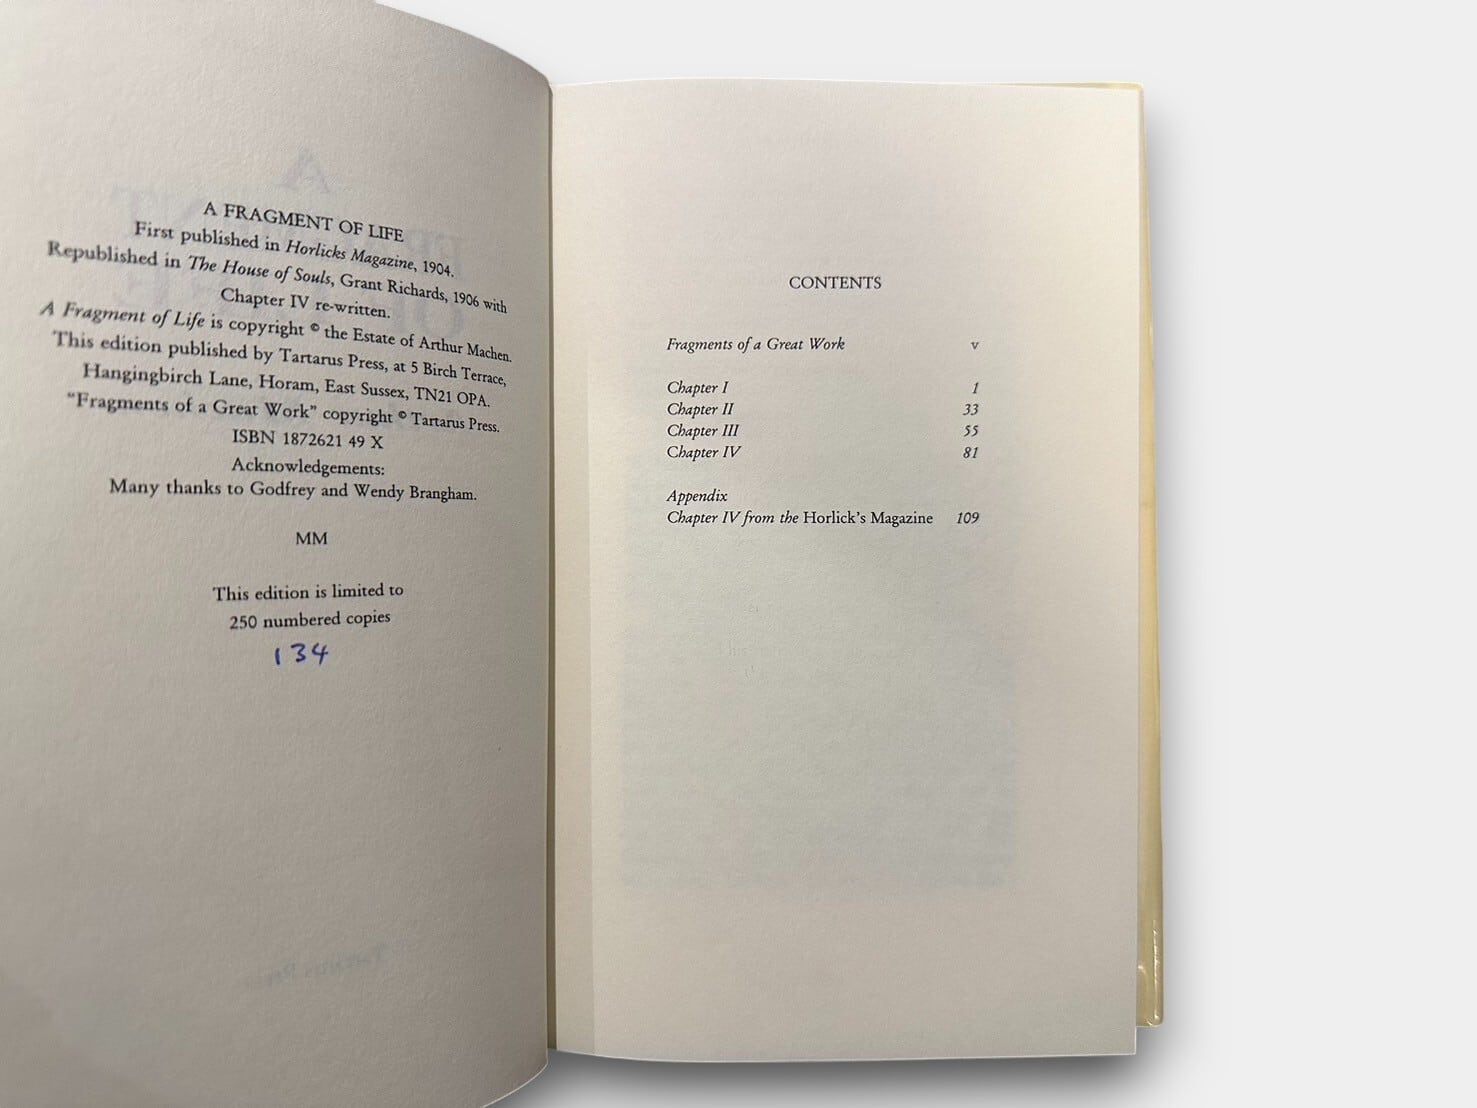 A FRAGMENT OF LIFE
First published in Horlicks Magazine, 1904.
Republished in The House of Souls, Grant Richards, 1906 with
Chapter IV re-written.
A Fragment of Life is copyright © the Estate of Arthur Machen.
This edition published by Tartarus Press, at 5 Birch Terrace,
Hangingbirch Lane, Horam, East Sussex, TN21 OPA.
"Fragments of a Great Work" copyright © Tartarus Press.
ISBN 1872621 49 X
Acknowledgements:
Many thanks to Godfrey and Wendy Brangham.
MM
This edition is limited to
250 numbered copies
134
CONTENTS
Fragments of a Great Work v
Chapter I 1
Chapter II 33
Chapter III 55
Chapter IV 81
Appendix
Chapter IV from the Horlick's Magazine 109